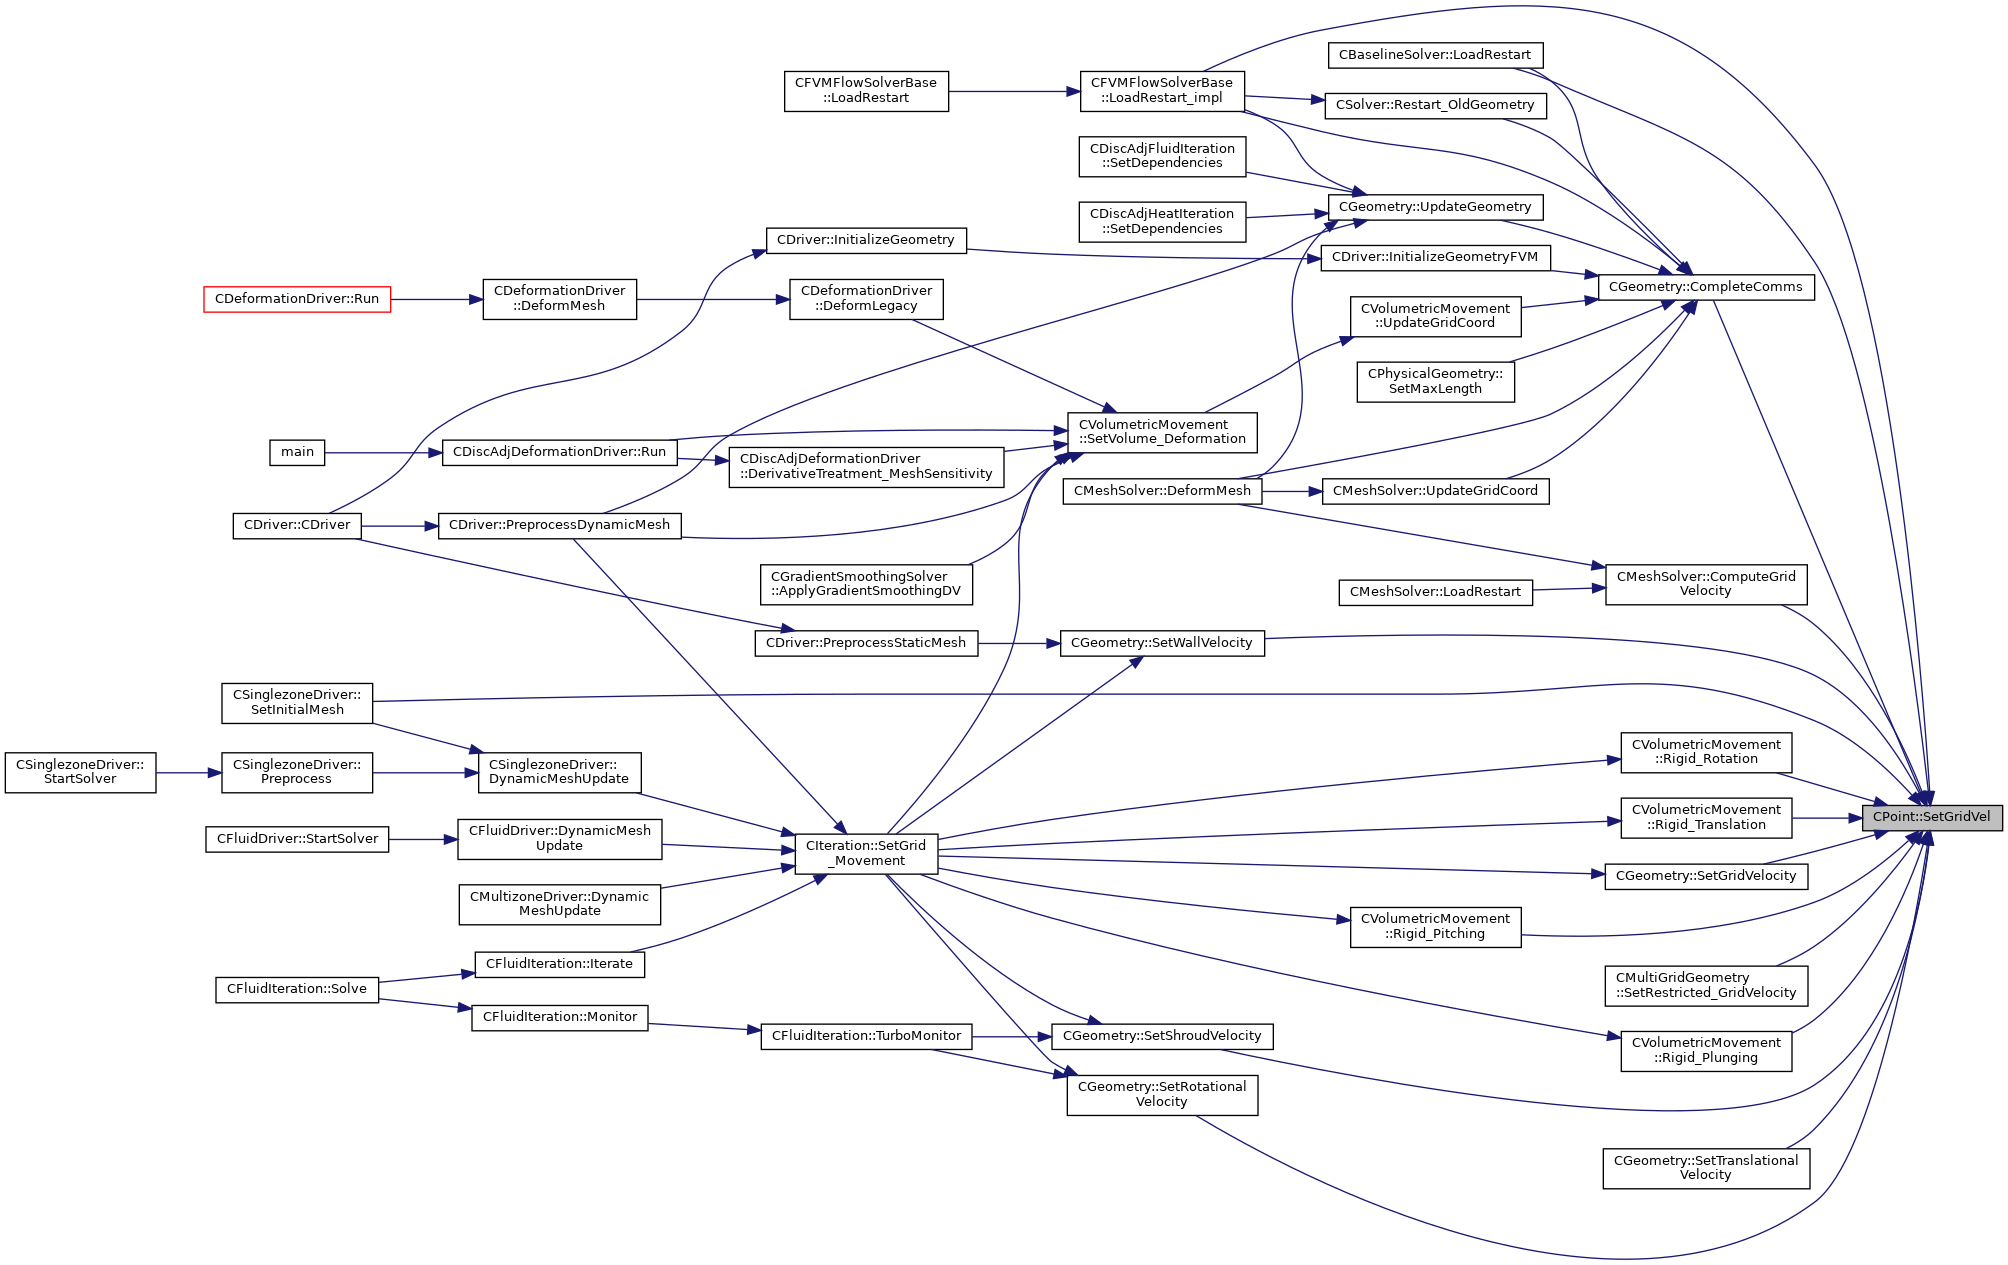 CBaselineSolver::LoadRestart
CFVMFlowSolverBase
::LoadRestart
CFVMFlowSolverBase
::LoadRestart_impl
CSolver::Restart_OldGeometry
CDiscAdjFluidIteration
::SetDependencies
CGeometry::UpdateGeometry
CDiscAdjHeatIteration
::SetDependencies
CDriver::InitializeGeometry
CDriver::InitializeGeometryFVM
CGeometry::CompleteComms
CDeformationDriver::Run
CDeformationDriver
::DeformMesh
CDeformationDriver
::DeformLegacy
CVolumetricMovement
::UpdateGridCoord
CPhysicalGeometry::
SetMaxLength
CVolumetricMovement
::SetVolume_Deformation
main
CDiscAdjDeformationDriver::Run
CDiscAdjDeformationDriver
::DerivativeTreatment_MeshSensitivity
CMeshSolver::DeformMesh
CMeshSolver::UpdateGridCoord
CDriver::CDriver
CDriver::PreprocessDynamicMesh
CGradientSmoothingSolver
::ApplyGradientSmoothingDV
CMeshSolver::LoadRestart
CMeshSolver::ComputeGrid
Velocity
CDriver::PreprocessStaticMesh
CGeometry::SetWallVelocity
CSinglezoneDriver::
SetInitialMesh
CSinglezoneDriver::
StartSolver
CSinglezoneDriver::
Preprocess
CSinglezoneDriver::
DynamicMeshUpdate
CVolumetricMovement
::Rigid_Rotation
CVolumetricMovement
::Rigid_Translation
CPoint::SetGridVel
CFluidDriver::StartSolver
CFluidDriver::DynamicMesh
Update
CIteration::SetGrid
_Movement
CGeometry::SetGridVelocity
CMultizoneDriver::Dynamic
MeshUpdate
CVolumetricMovement
::Rigid_Pitching
CFluidIteration::Iterate
CFluidIteration::Solve
CMultiGridGeometry
::SetRestricted_GridVelocity
CFluidIteration::Monitor
CFluidIteration::TurboMonitor
CGeometry::SetShroudVelocity
CVolumetricMovement
::Rigid_Plunging
CGeometry::SetRotational
Velocity
CGeometry::SetTranslational
Velocity